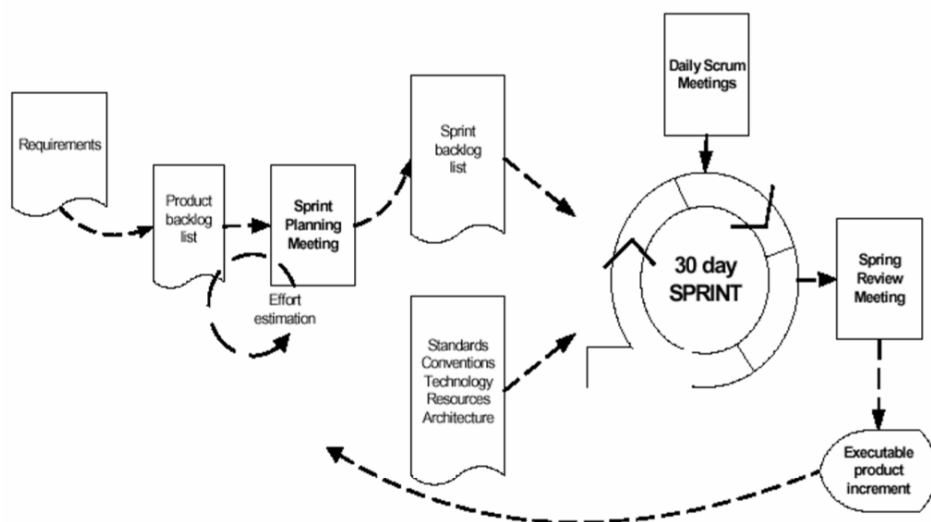 Requirements
Product
backlog
list
Sprint
Planning
Meeting
Effort
estimation
Sprint
backlog
list
Standards
Conventions
Technology
Resources
Architecture
Daily Scrum
Meetings
30 day
SPRINT
Spring
Review
Meeting
Executable
product
increment